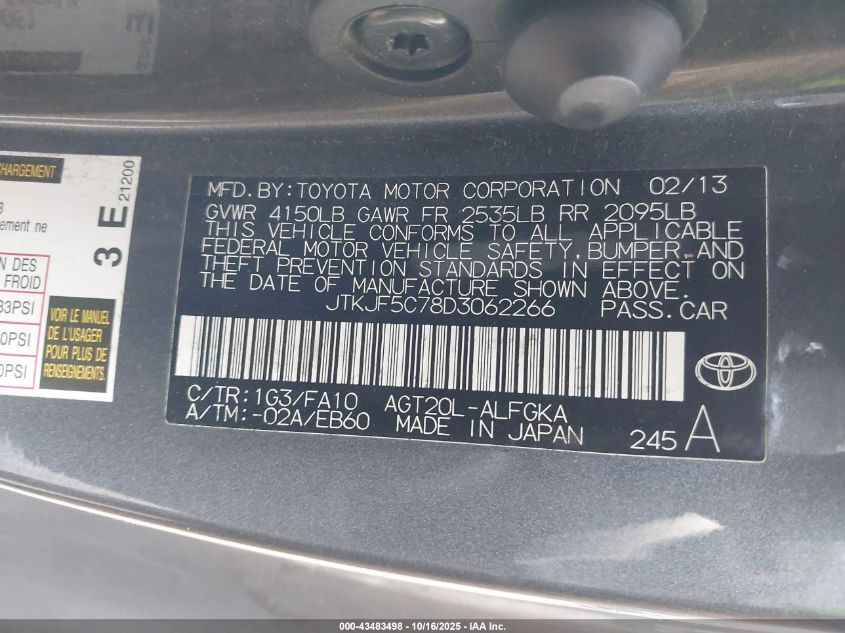 CHARGEMENT
ement ne
3 E
21200
N DES
FROID
33PSI
0PSI
0PSI
VOIR LE MANUEL
DE L'USAGER
POUR PLUS DE
RENSEIGNEMENTS.
MFD. BY: TOYOTA MOTOR CORPORATION 02/13
GVWR 4150LB GAWR FR 2535LB RR 2095LB
THIS VEHICLE CONFORMS TO ALL APPLICABLE
FEDERAL MOTOR VEHICLE SAFETY, BUMPER, AND
THEFT PREVENTION STANDARDS IN EFFECT ON
THE DATE OF MANUFACTURE SHOWN ABOVE.
JTKJF5C78D3062266 PASS.CAR
C/TR: 1G3/FA10 AGT20L-ALFGKA
A/TM: -02A/EB60 MADE IN JAPAN
245 A
000-43483498 - 10/16/2025 - IAA Inc.